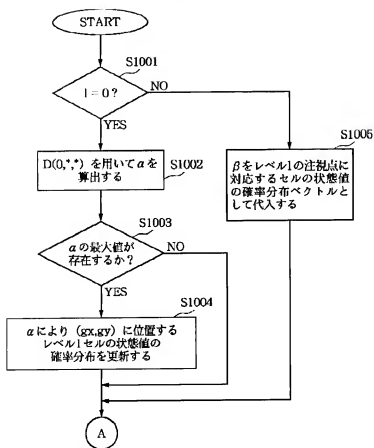 START
S1001
l=0?
NO
YES
D(0,*,*) を用いてαを
算出する
S1002
S1005
βをレベルlの注視点に
対応するセルの状態値
の確率分布ベクトルと
して代入する
S1003
αの最大値が
存在するか?
NO
YES
S1004
αにより (gx,gy) に位置する
レベルlセルの状態値の
確率分布を更新する
A